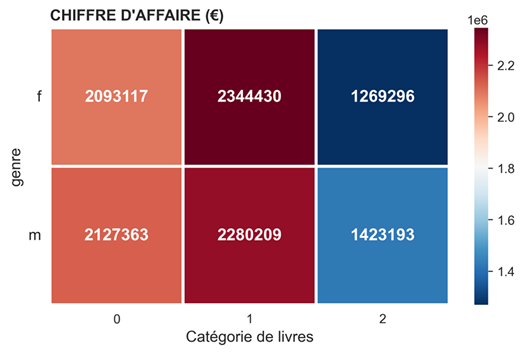 CHIFFRE D'AFFAIRE (€)
1e6
f 2093117 2344430 1269296
m 2127363 2280209 1423193
genre
0 1 2
Catégorie de livres
2.2
2.0
1.8
1.6
1.4